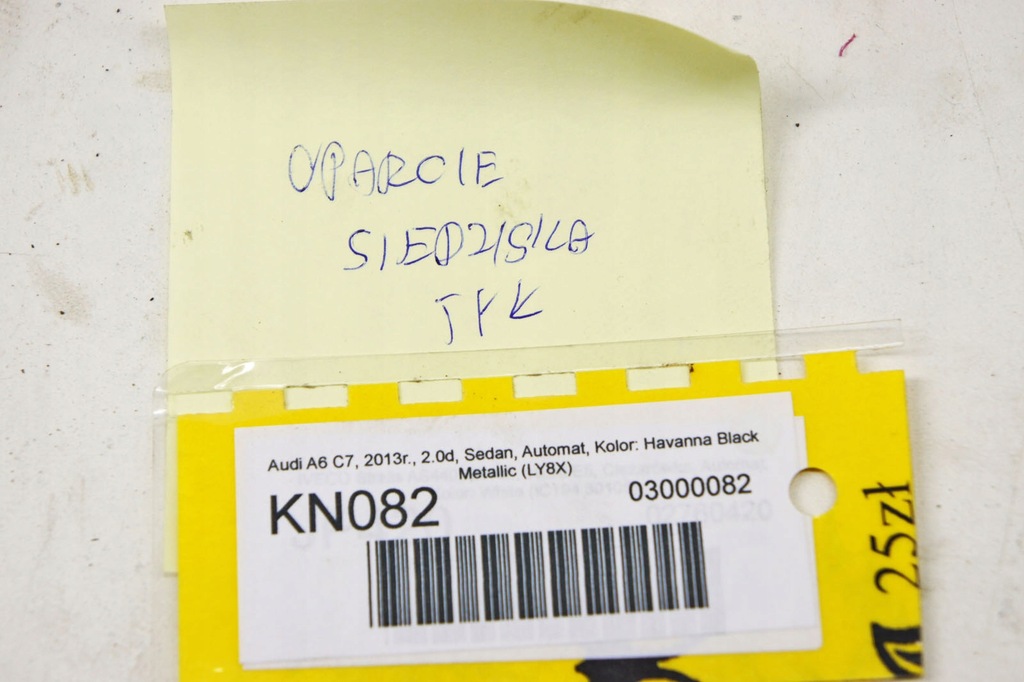 OPARCIE
SIEDZISKA
TYŁ
Audi A6 C7, 2013r., 2.0d, Sedan, Automat, Kolor: Havanna Black
Metallic (LY8X)
KN082
03000082
25zł